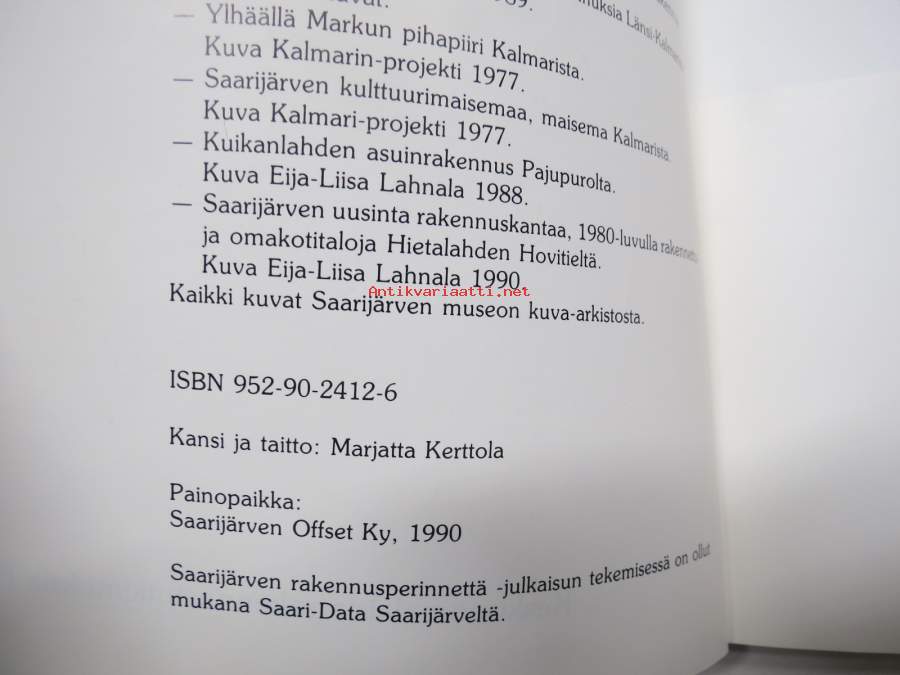 1989.
— Ylhäällä Markun pihapiiri Kalmarista.
Kuva Kalmarin-projekti 1977.
— Saarijärven kulttuurimaisemaa, maisema Kalmarista.
Kuva Kalmari-projekti 1977.
— Kuikanlahden asuinrakennus Pajupurolta.
Kuva Eija-Liisa Lahnala 1988.
— Saarijärven uusinta rakennuskantaa, 1980-luvulla
ja omakotitaloja Hietalahden Hovitieltä.
Kuva Eija-Liisa Lahnala 1990
Antikvariaatti.net
Kaikki kuvat Saarijärven museon kuva-arkistosta.
ISBN 952-90-2412-6
Kansi ja taitto: Marjatta Kerttola
Painopaikka:
Saarijärven Offset Ky, 1990
Saarijärven rakennusperinnettä -julkaisun tekemisessä on ollut
mukana Saari-Data Saarijärveltä.